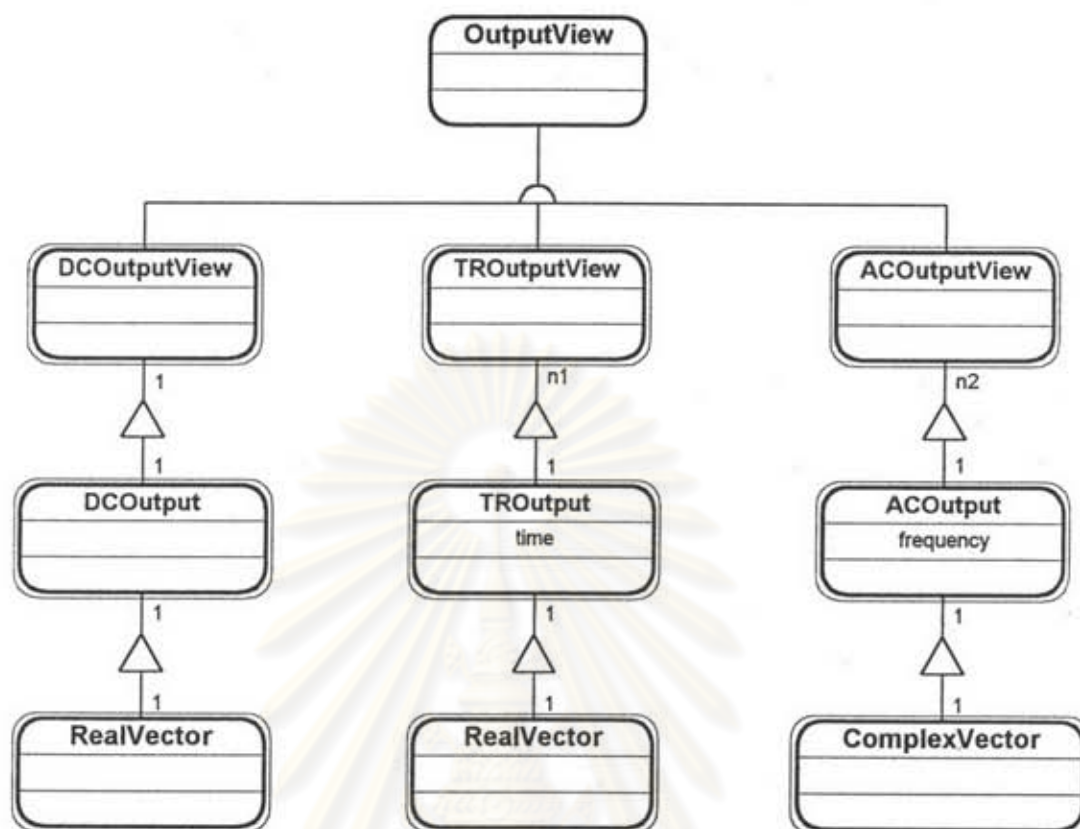 OutputView
DCOutputView
TROutputView
ACOutputView
1
n1
n2
1
1
1
DCOutput
TROutput
ACOutput
time
frequency
1
1
1
1
1
1
RealVector
RealVector
ComplexVector